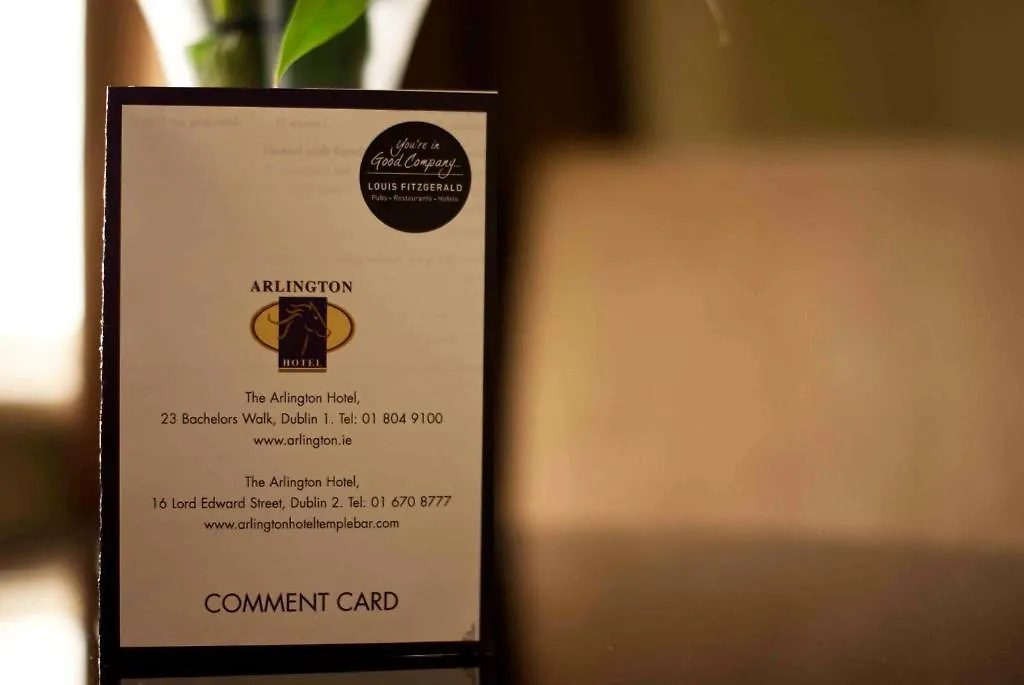 You're in
Good Company...
LOUIS FITZGERALD
Pubs • Restaurants • Hotels
ARLINGTON
HOTEL
The Arlington Hotel,
23 Bachelors Walk, Dublin 1. Tel: 01 804 9100
www.arlington.ie
The Arlington Hotel,
16 Lord Edward Street, Dublin 2. Tel: 01 670 8777
www.arlingtonhoteltemplebar.com
COMMENT CARD